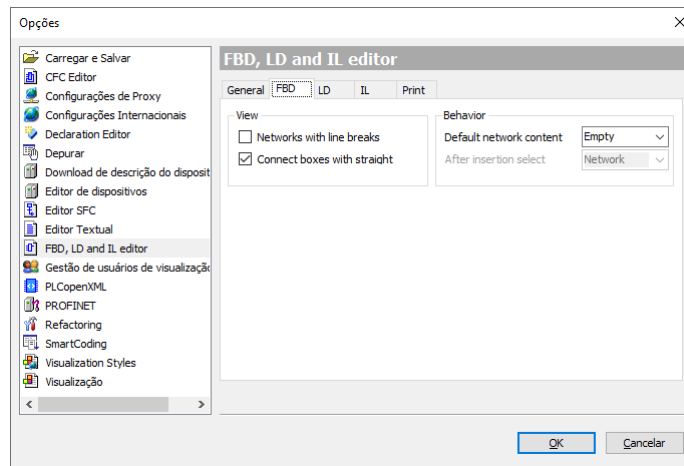 Opções
Carregar e Salvar
CFC Editor
Configurações de Proxy
Configurações Internacionais
Declaration Editor
Depurar
Download de descrição do disposit
Editor de dispositivos
Editor SFC
Editor Textual
FBD, LD and IL editor
Gestão de usuários de visualizaçã
PLCopenXML
PROFINET
Refactoring
SmartCoding
Visualization Styles
Visualização
FBD, LD and IL editor
General FBD LD IL Print
View
Networks with line breaks
Connect boxes with straight
Behavior
Default network content Empty
After insertion select Network
OK Cancelar